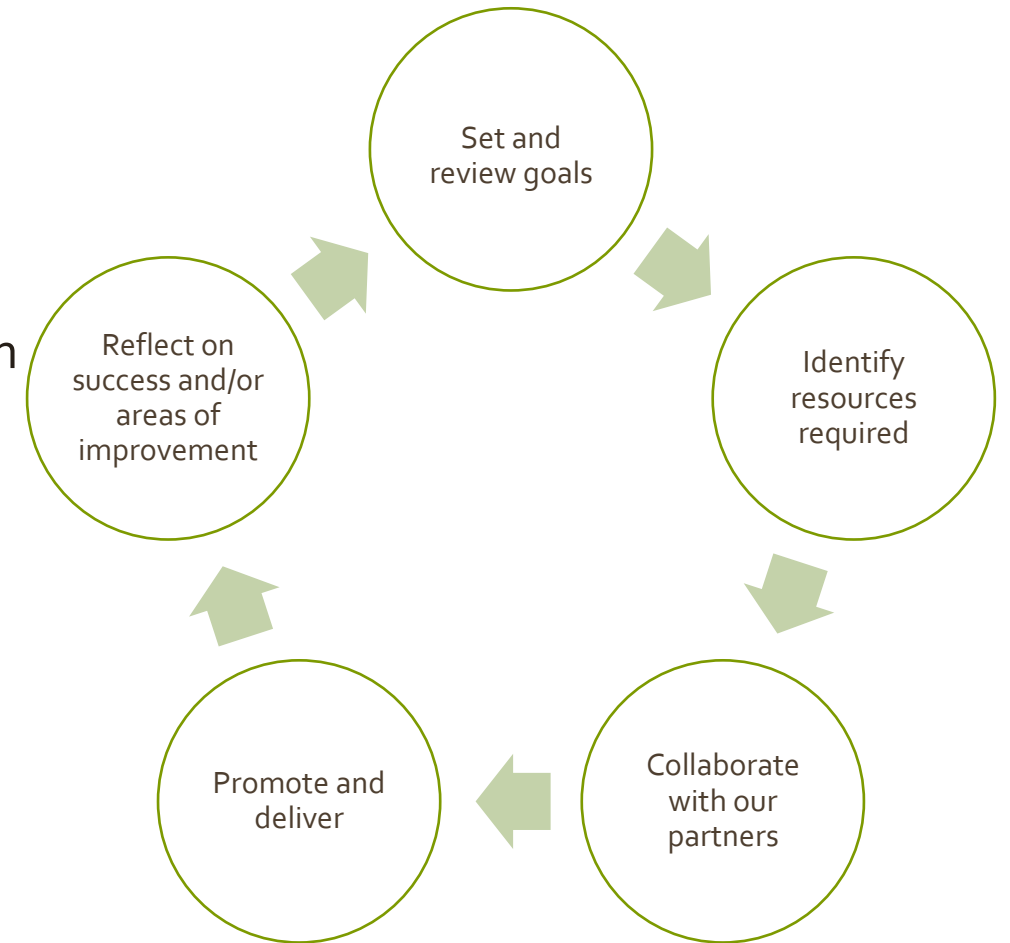 Set and
review goals
Identify
resources
required
Collaborate
with our
partners
Promote and
deliver
n
Reflect on
success and/or
areas of
improvement